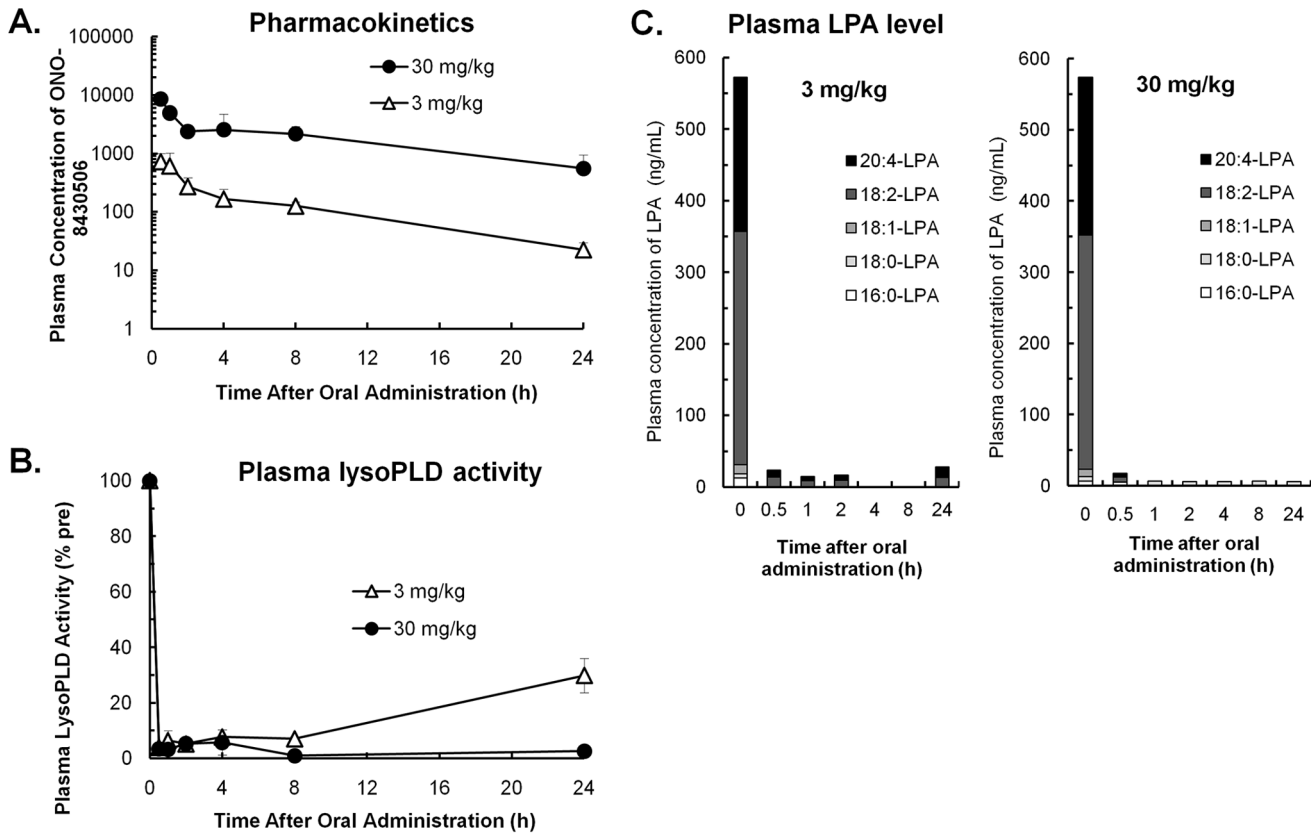 A.
Pharmacokinetics
100000
10000
1000
100
10
1
Plasma Concentration of ONO-
8430506
30 mg/kg
3 mg/kg
0 4 8 12 16 20 24
Time After Oral Administration (h)
B.
Plasma lysoPLD activity
100
80
60
40
20
0
Plasma LysoPLD Activity (% pre)
3 mg/kg
30 mg/kg
0 4 8 12 16 20 24
Time After Oral Administration (h)
C.
Plasma LPA level
600
500
400
300
200
100
0
Plasma concentration of LPA (ng/mL)
3 mg/kg
20:4-LPA
18:2-LPA
18:1-LPA
18:0-LPA
16:0-LPA
0 0.5 1 2 4 8 24
Time after oral
administration (h)
600
500
400
300
200
100
0
Plasma concentration of LPA (ng/mL)
30 mg/kg
20:4-LPA
18:2-LPA
18:1-LPA
18:0-LPA
16:0-LPA
0 0.5 1 2 4 8 24
Time after oral
administration (h)